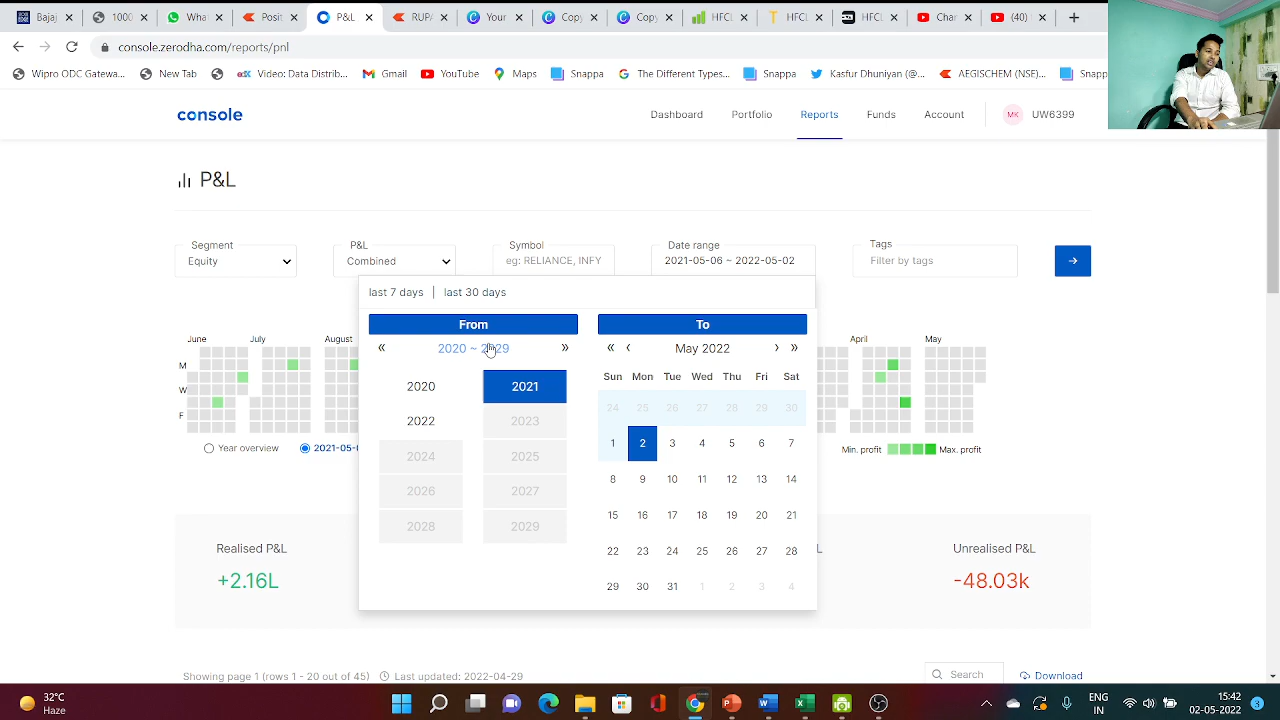 Bajaj
(506)
Posit
P&L
RUP/
Your
Copy
HFCl
HFCL
HFCl
Char
(40)
console.zerodha.com/reports/pnl
Wipro ODC Gatewa...
New Tab
Video: Data Distrib...
Gmail
YouTube
Maps
Snappa
The Different Types...
Snappa
Kasfur Dhuniyan (@...
AEGISCHEM (NSE)...
Snapp
console
Dashboard
Portfolio
Reports
Funds
Account
MK
UW6399
P&L
Segment
Equity
P&L
Combined
Symbol
eg: RELIANCE, INFY
Date range
2021-05-06 ~ 2022-05-02
Tags
Filter by tags
last 7 days | last 30 days
From
To
« 2020 ~ 2029 »
« ‹ May 2022 › »
Sun Mon Tue Wed Thu Fri Sat
2020 2021
24 25 26 27 28 29 30
2022 2023
1 2 3 4 5 6 7
2024 2025
8 9 10 11 12 13 14
2026 2027
15 16 17 18 19 20 21
2028 2029
22 23 24 25 26 27 28
29 30 31 1 2 3 4
June July August
April May
M
W
F
Year overview
2021-05-0
Min. profit
Max. profit
Realised P&L
+2.16L
L
Unrealised P&L
-48.03k
Showing page 1 (rows 1 - 20 out of 45)
Last updated: 2022-04-29
Search
Download
32°C
Haze
ENG
IN
15:42
02-05-2022
3